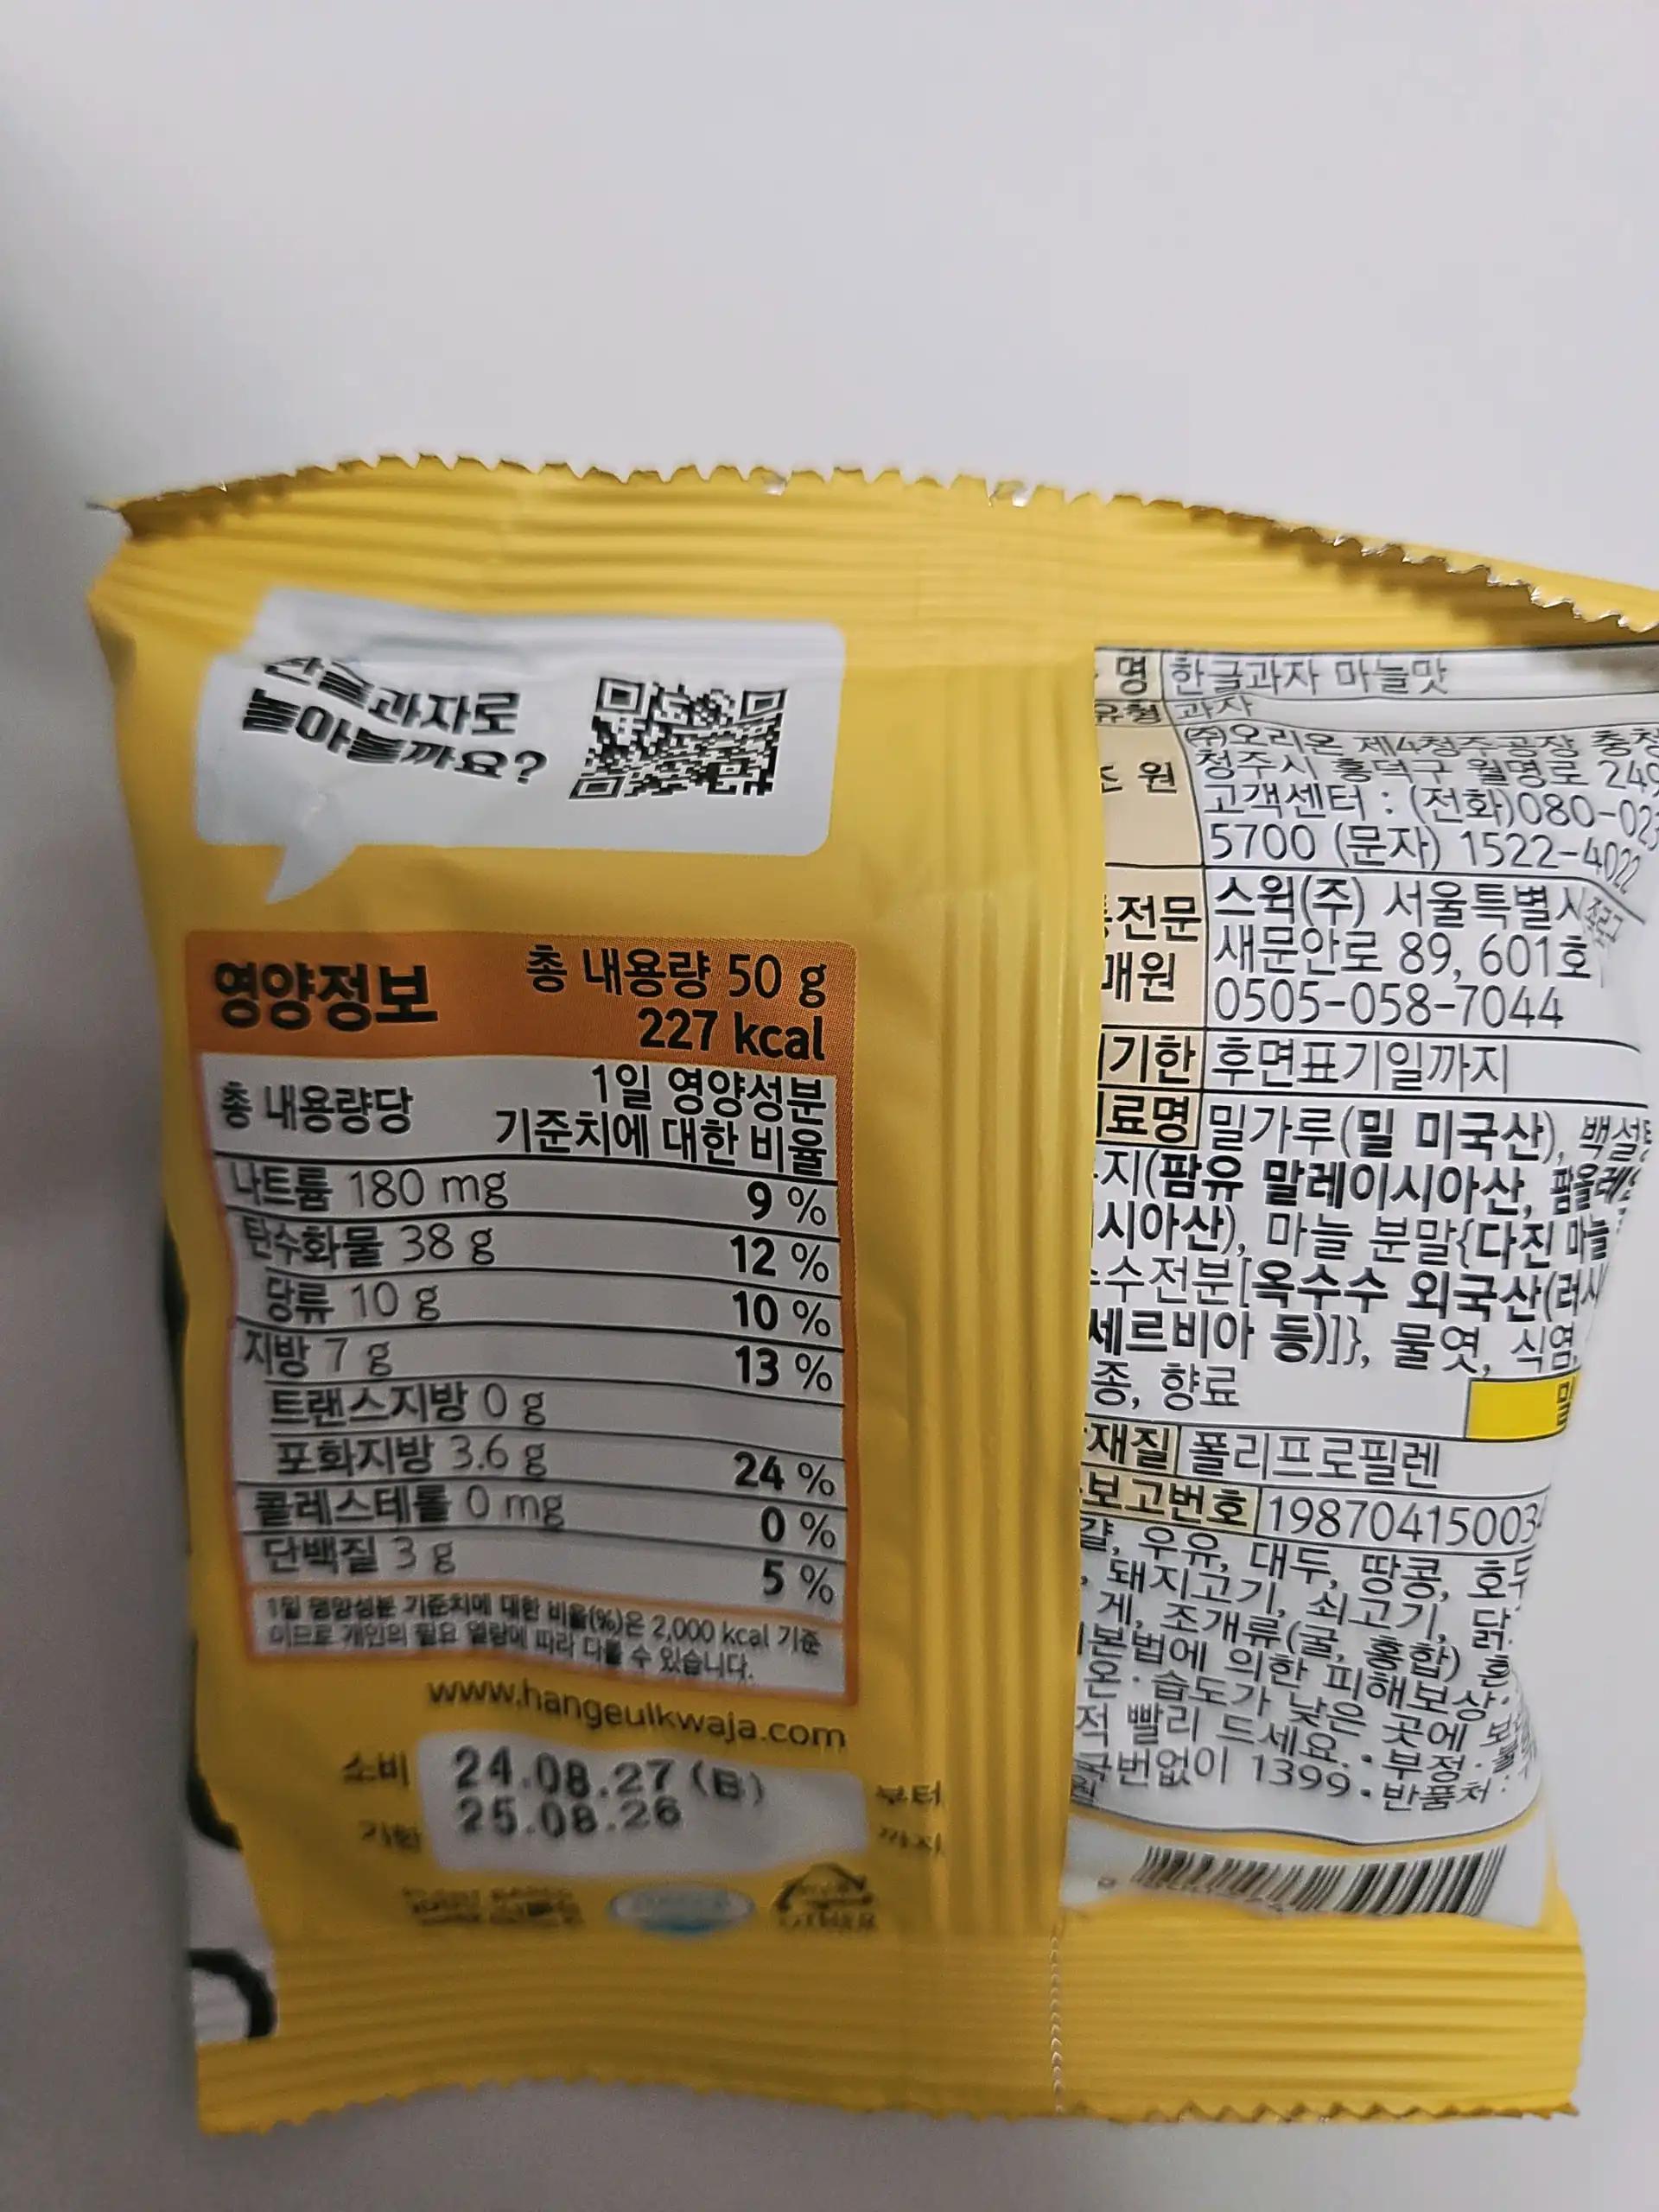 한글과자로
놀아볼까요?
영양정보
총 내용량 50 g
227 kcal
총 내용량당
1일 영양성분
기준치에 대한 비율
나트륨 180 mg 9 %
탄수화물 38 g 12 %
당류 10 g 10 %
지방 7 g 13 %
트랜스지방 0 g
포화지방 3.6 g 24 %
콜레스테롤 0 mg 0 %
단백질 3 g 5 %
1일 영양성분 기준치에 대한 비율(%)은 2,000 kcal 기준
이므로 개인의 필요 열량에 따라 다를 수 있습니다.
www.hangeulkwaja.com
소비 24.08.27 (B) 부터
기한 25.08.26 까지
OTHER
명 한글과자 마늘맛
유형 과자
원 (주)오리온 제4청주공장
청주시 흥덕구 월명로 249
고객센터 : (전화)080-023
5700 (문자) 1522-4022
전문 스윅(주) 서울특별시 종로구
매원 새문안로 89, 601호
0505-058-7044
기한 후면표기일까지
료명 밀가루(밀 미국산), 백설
지(팜유 말레이시아산, 팜올레
시아산), 마늘 분말{다진 마늘
수전분[옥수수 외국산(러시
세르비아 등)]}, 물엿, 식염,
종, 향료
밀
재질 폴리프로필렌
보고번호 19870415003
우유, 대두, 땅콩, 호두
돼지고기, 쇠고기, 닭
게, 조개류(굴, 홍합)
본법에 의한 피해보상
온·습도가 낮은 곳에
빨리 드세요. · 부정·
국번없이 1399 · 반품처 :